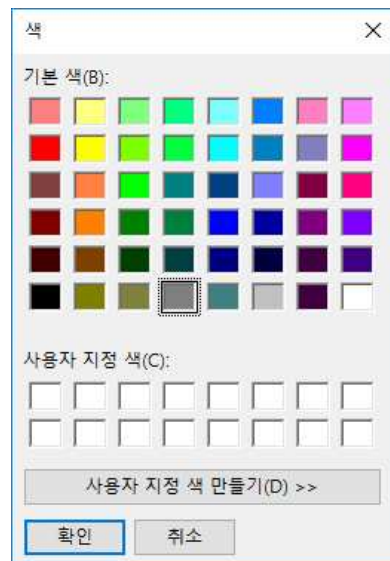 색
기본 색(B):
사용자 지정 색(C):
사용자 지정 색 만들기(D) >>
확인
취소